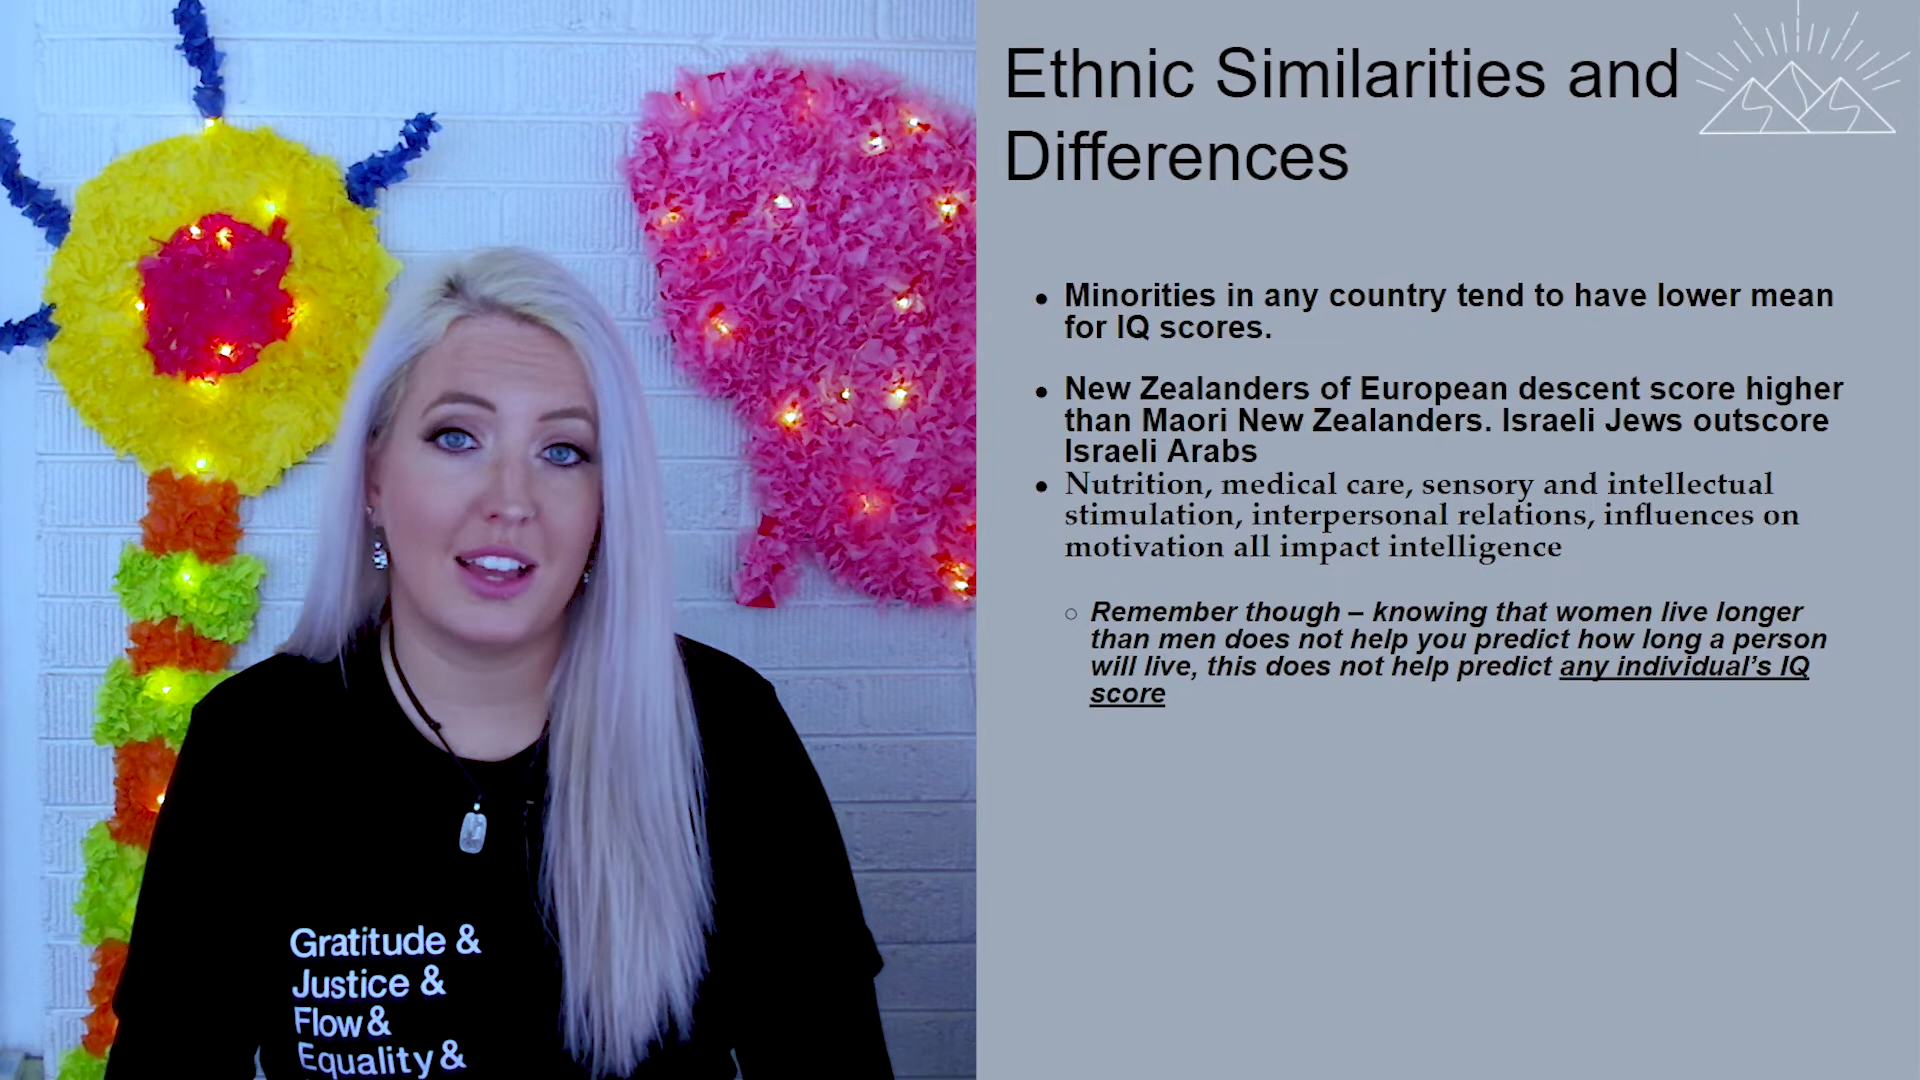 Ethnic Similarities and
Differences
• Minorities in any country tend to have lower mean
for IQ scores.
• New Zealanders of European descent score higher
than Maori New Zealanders. Israeli Jews outscore
Israeli Arabs
• Nutrition, medical care, sensory and intellectual
stimulation, interpersonal relations, influences on
motivation all impact intelligence
○ Remember though – knowing that women live longer
than men does not help you predict how long a person
will live, this does not help predict any individual’s IQ
score
Gratitude &
Justice &
Flow &
Equality &